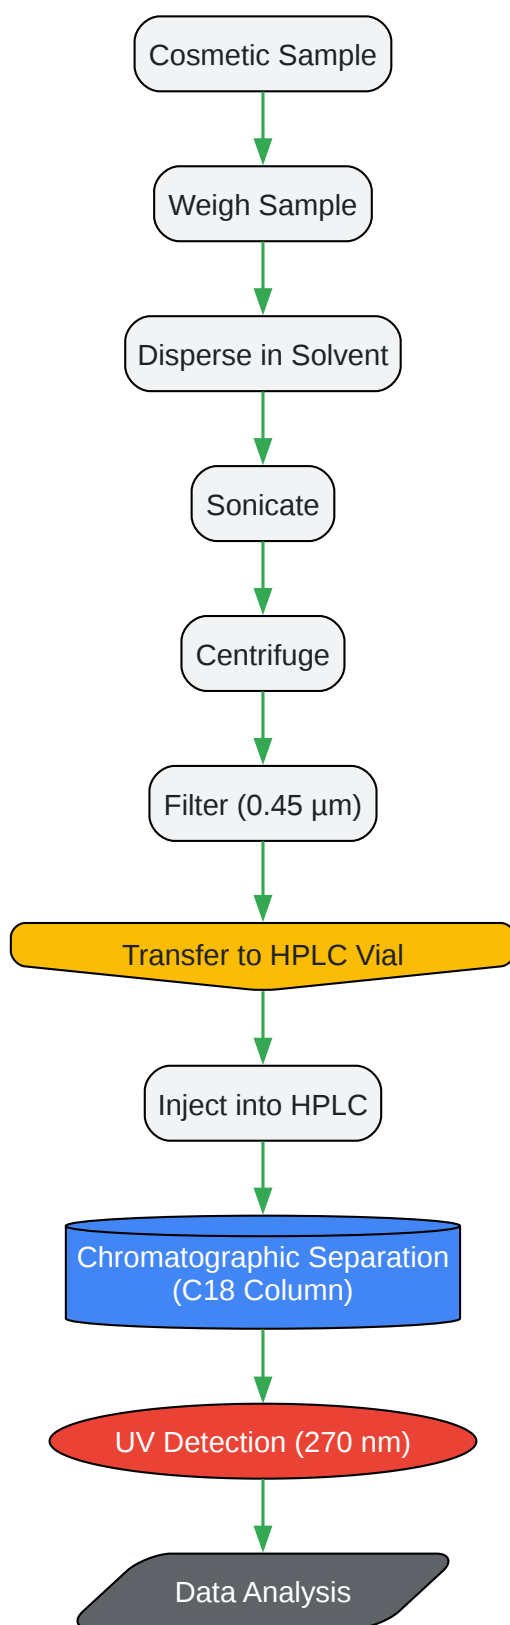 Cosmetic Sample
Weigh Sample
Disperse in Solvent
Sonicate
Centrifuge
Filter (0.45 µm)
Transfer to HPLC Vial
Inject into HPLC
Chromatographic Separation
(C18 Column)
UV Detection (270 nm)
Data Analysis